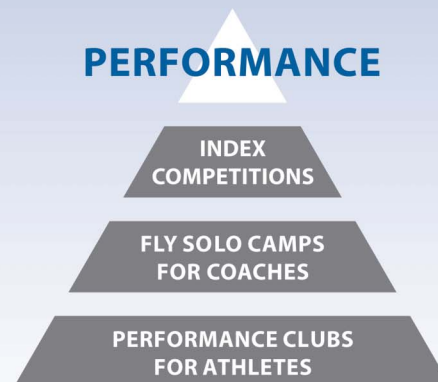 PERFORMANCE
INDEX
COMPETITIONS
FLY SOLO CAMPS
FOR COACHES
PERFORMANCE CLUBS
FOR ATHLETES